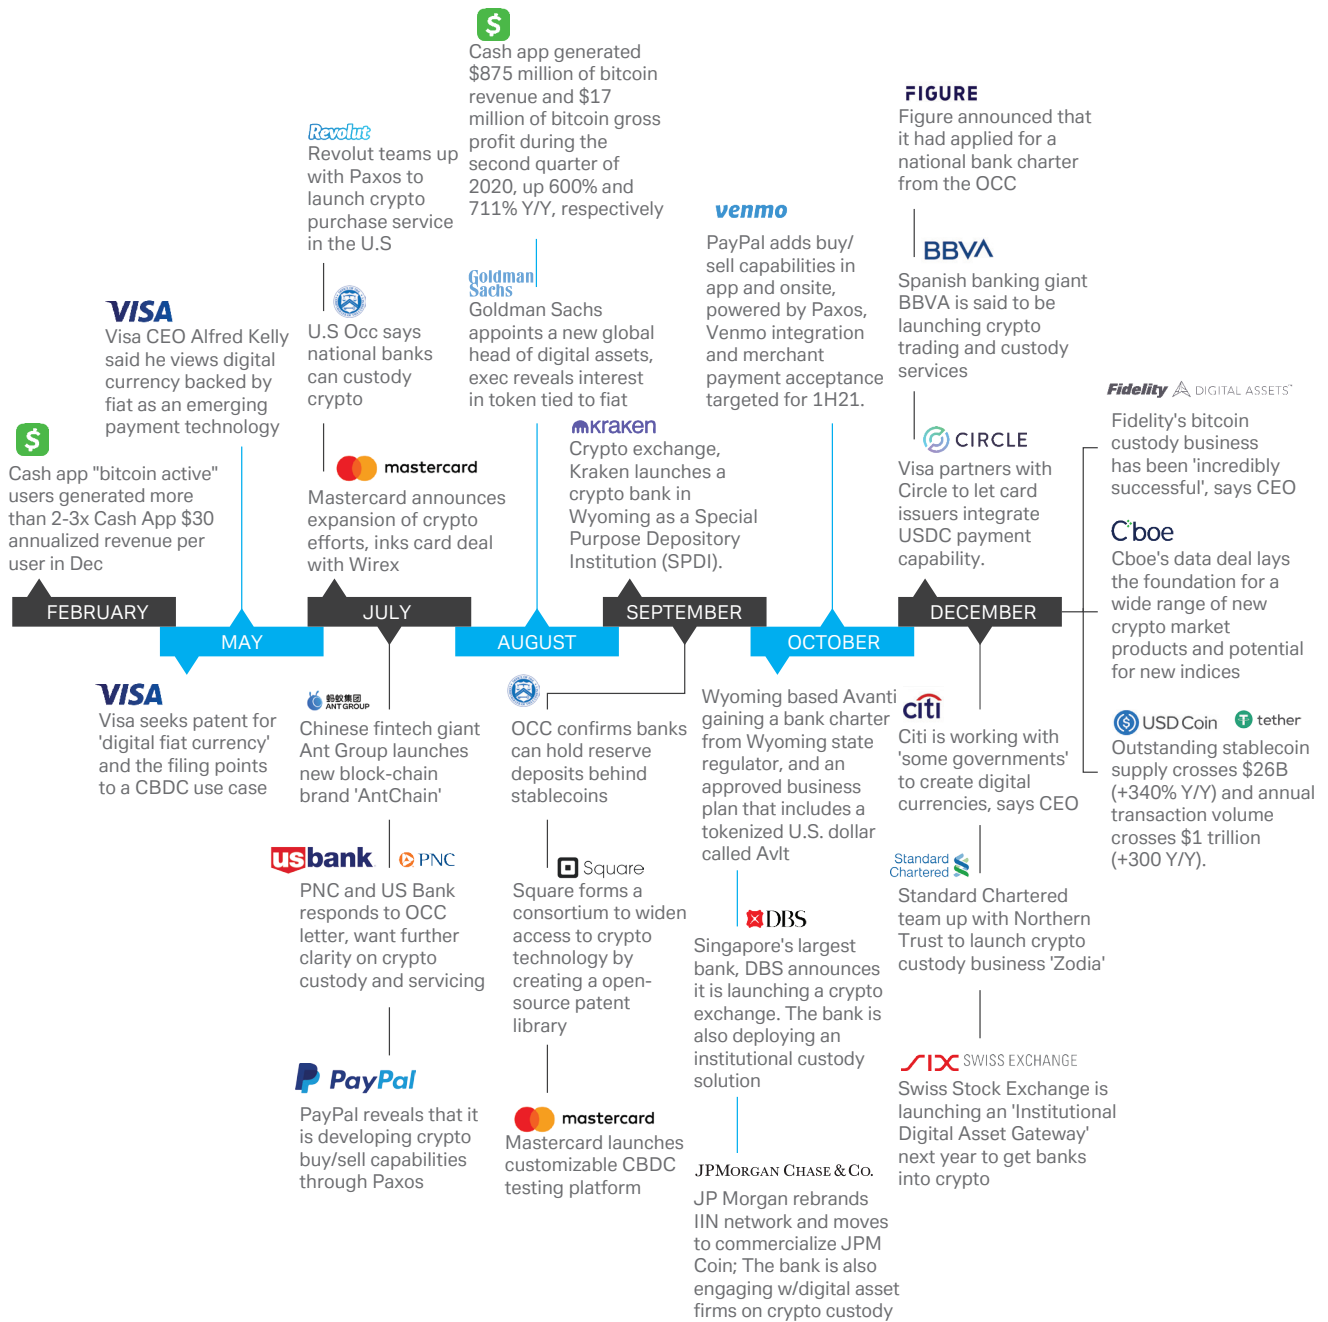 Cash app generated
$875 million of bitcoin
revenue and $17
million of bitcoin gross
profit during the
second quarter of
2020, up 600% and
711% Y/Y, respectively
FIGURE
Figure announced that
it had applied for a
national bank charter
from the OCC
Revolut
Revolut teams up
with Paxos to
launch crypto
purchase service
in the U.S
venmo
PayPal adds buy/
sell capabilities in
app and onsite,
powered by Paxos,
Venmo integration
and merchant
payment acceptance
targeted for 1H21.
BBVA
Spanish banking giant
BBVA is said to be
launching crypto
trading and custody
services
Goldman
Sachs
Goldman Sachs
appoints a new global
head of digital assets,
exec reveals interest
in token tied to fiat
VISA
Visa CEO Alfred Kelly
said he views digital
currency backed by
fiat as an emerging
payment technology
U.S Occ says
national banks
can custody
crypto
Fidelity DIGITAL ASSETS℠
Fidelity's bitcoin
custody business
has been 'incredibly
successful', says CEO
$
Cash app "bitcoin active"
users generated more
than 2-3x Cash App $30
annualized revenue per
user in Dec
mastercard
Mastercard announces
expansion of crypto
efforts, inks card deal
with Wirex
kraken
Crypto exchange,
Kraken launches a
crypto bank in
Wyoming as a Special
Purpose Depository
Institution (SPDI).
CIRCLE
Visa partners with
Circle to let card
issuers integrate
USDC payment
capability.
Cboe
Cboe's data deal lays
the foundation for a
wide range of new
crypto market
products and potential
for new indices
FEBRUARY
MAY
JULY
AUGUST
SEPTEMBER
OCTOBER
DECEMBER
VISA
Visa seeks patent for
'digital fiat currency'
and the filing points
to a CBDC use case
蚂蚁集团
ANT GROUP
Chinese fintech giant
Ant Group launches
new block-chain
brand 'AntChain'
OCC confirms banks
can hold reserve
deposits behind
stablecoins
Wyoming based Avanti
gaining a bank charter
from Wyoming state
regulator, and an
approved business
plan that includes a
tokenized U.S. dollar
called Avlt
citi
Citi is working with
'some governments'
to create digital
currencies, says CEO
USD Coin tether
Outstanding stablecoin
supply crosses $26B
(+340% Y/Y) and annual
transaction volume
crosses $1 trillion
(+300 Y/Y).
usbank PNC
PNC and US Bank
responds to OCC
letter, want further
clarity on crypto
custody and servicing
Square
Square forms a
consortium to widen
access to crypto
technology by
creating a open-
source patent
library
DBS
Singapore's largest
bank, DBS announces
it is launching a crypto
exchange. The bank is
also deploying an
institutional custody
solution
Standard
Chartered
Standard Chartered
team up with Northern
Trust to launch crypto
custody business 'Zodia'
PayPal
PayPal reveals that it
is developing crypto
buy/sell capabilities
through Paxos
mastercard
Mastercard launches
customizable CBDC
testing platform
JPMORGAN CHASE & CO.
JP Morgan rebrands
IIN network and moves
to commercialize JPM
Coin; The bank is also
engaging w/digital asset
firms on crypto custody
SIX SWISS EXCHANGE
Swiss Stock Exchange is
launching an 'Institutional
Digital Asset Gateway'
next year to get banks
into crypto